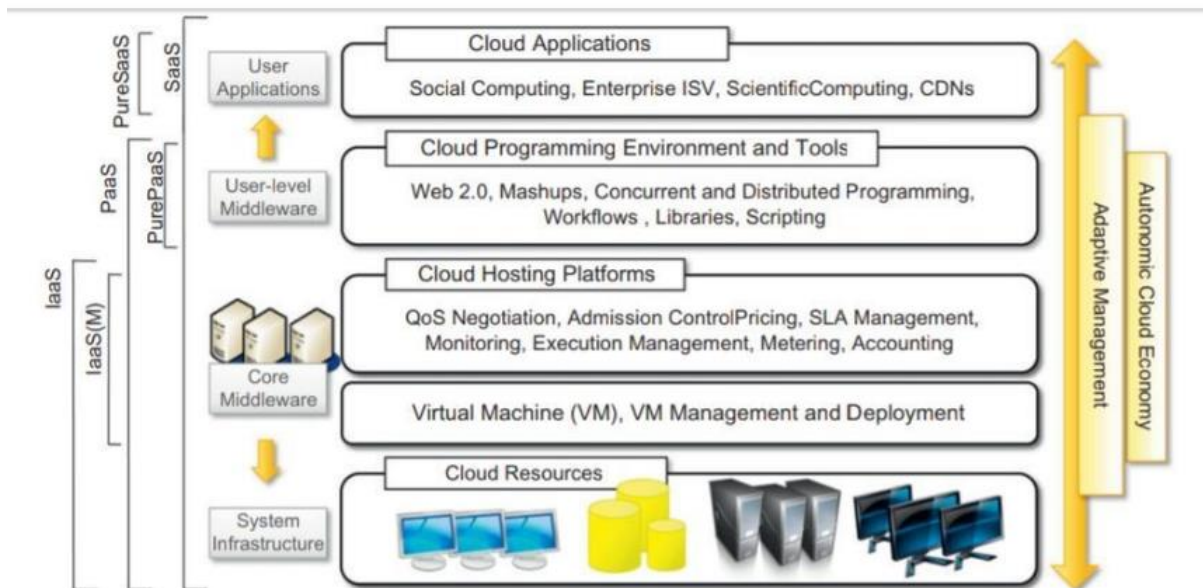 PureSaaS
SaaS
PaaS
PurePaaS
IaaS
IaaS(M)
User
Applications
Cloud Applications
Social Computing, Enterprise ISV, ScientificComputing, CDNs
User-level
Middleware
Cloud Programming Environment and Tools
Web 2.0, Mashups, Concurrent and Distributed Programming,
Workflows , Libraries, Scripting
Cloud Hosting Platforms
QoS Negotiation, Admission ControlPricing, SLA Management,
Monitoring, Execution Management, Metering, Accounting
Core
Middleware
Virtual Machine (VM), VM Management and Deployment
Cloud Resources
System
Infrastructure
Adaptive Management
Autonomic Cloud Economy